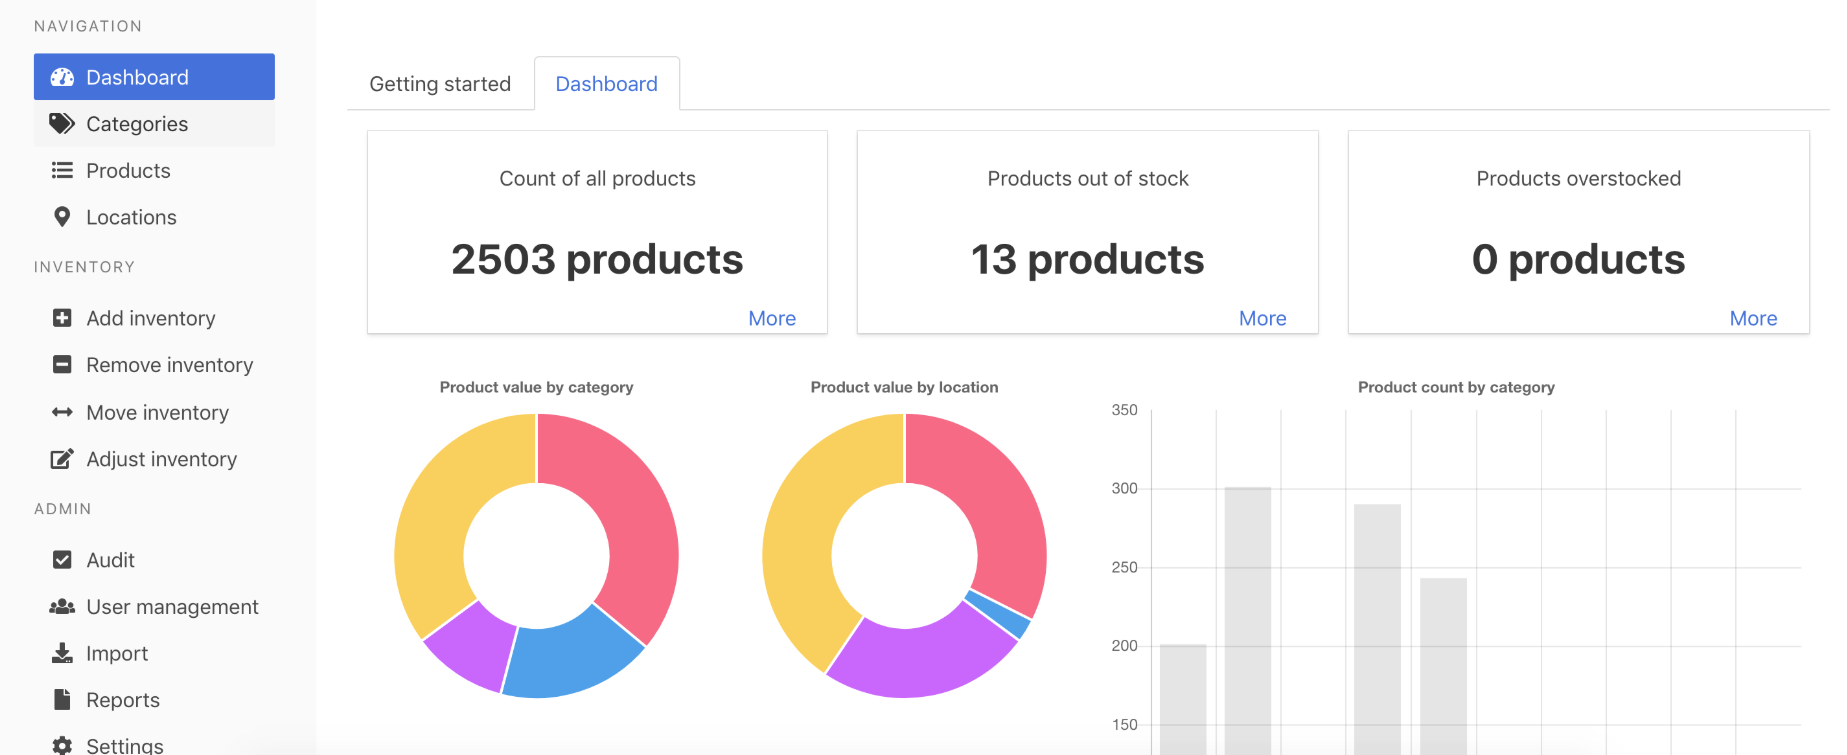 NAVIGATION
Dashboard
Categories
Products
Locations
INVENTORY
Add inventory
Remove inventory
Move inventory
Adjust inventory
ADMIN
Audit
User management
Import
Reports
Settings
Getting started
Dashboard
Count of all products
2503 products
More
Products out of stock
13 products
More
Products overstocked
0 products
More
Product value by category
Product value by location
Product count by category
350
300
250
200
150